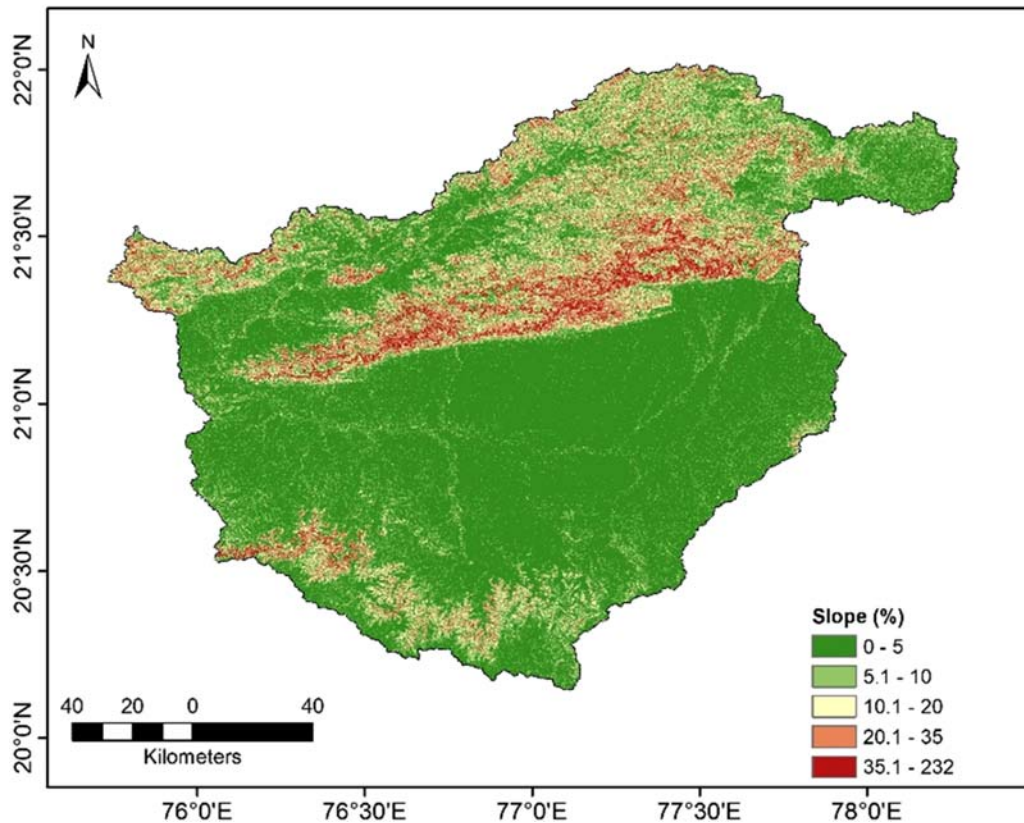 N
22°0'N
21°30'N
21°0'N
20°30'N
20°0'N
Slope (%)
0 - 5
5.1 - 10
10.1 - 20
20.1 - 35
35.1 - 232
40 20 0 40
Kilometers
76°0'E 76°30'E 77°0'E 77°30'E 78°0'E